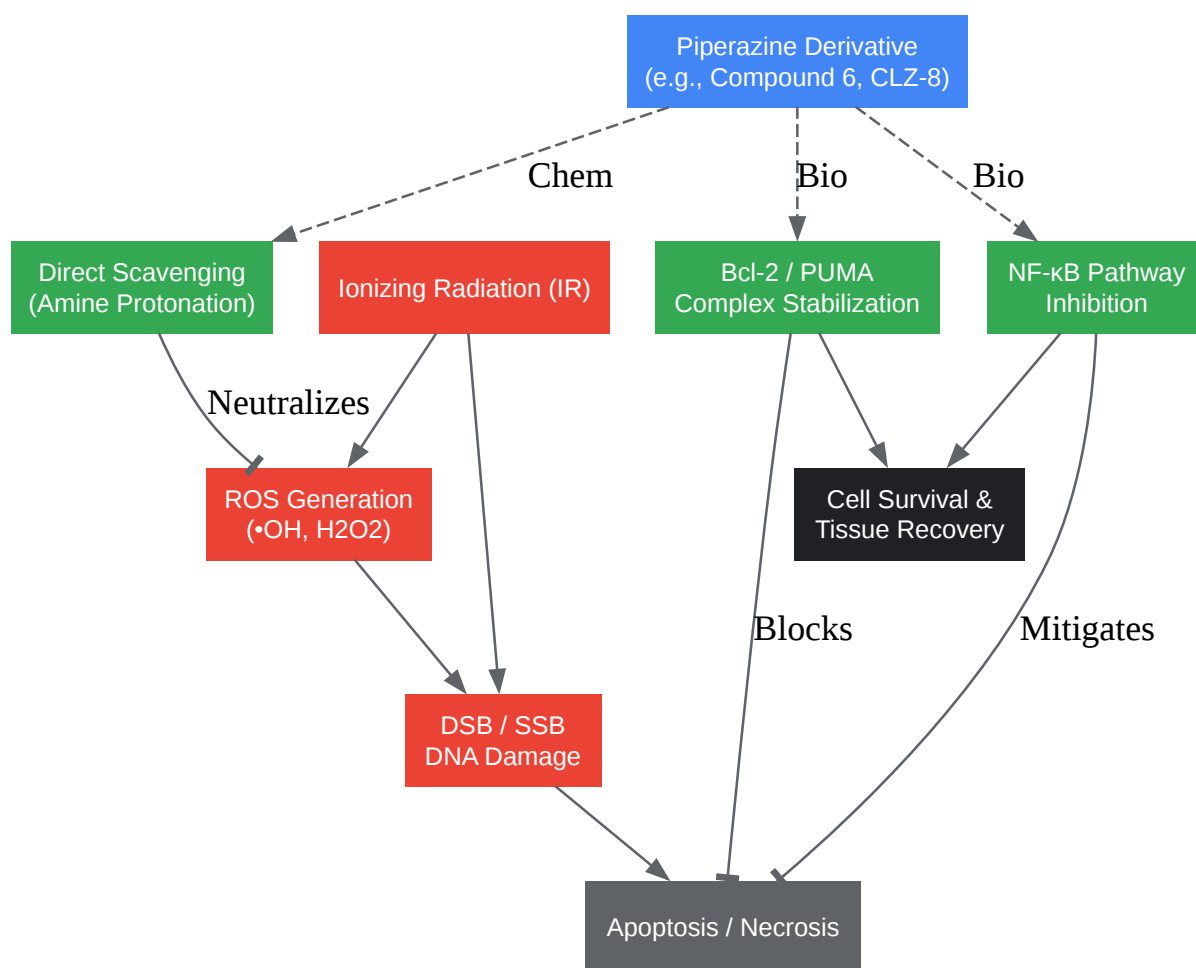 Piperazine Derivative
(e.g., Compound 6, CLZ-8)
Chem
Bio
Bio
Direct Scavenging
(Amine Protonation)
Ionizing Radiation (IR)
Bcl-2 / PUMA
Complex Stabilization
NF-κB Pathway
Inhibition
Neutralizes
ROS Generation
(•OH, H2O2)
Cell Survival &
Tissue Recovery
Blocks
Mitigates
DSB / SSB
DNA Damage
Apoptosis / Necrosis